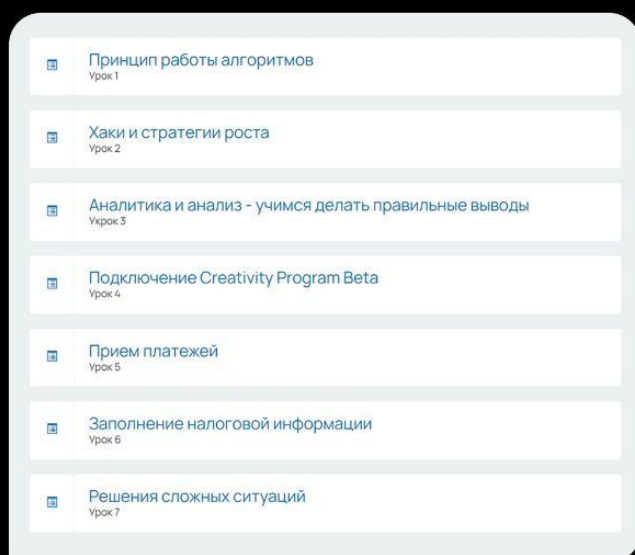 Принцип работы алгоритмов
Урок 1
Хаки и стратегии роста
Урок 2
Аналитика и анализ - учимся делать правильные выводы
Укрок 3
Подключение Creativity Program Beta
Урок 4
Прием платежей
Урок 5
Заполнение налоговой информации
Урок 6
Решения сложных ситуаций
Урок 7